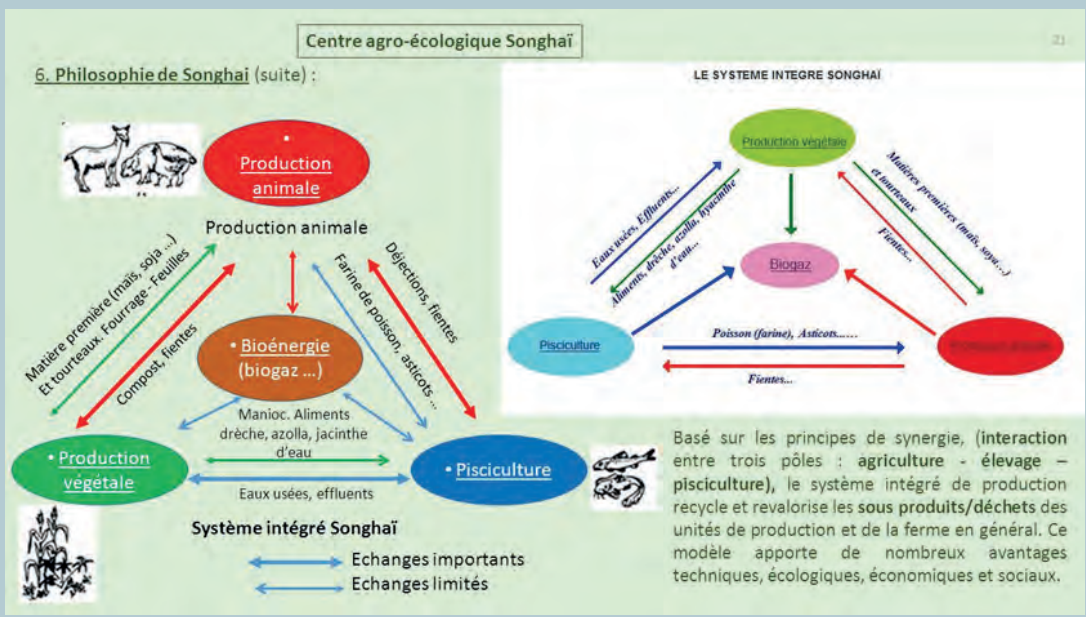 Centre agro-écologique Songhaï
21
6. Philosophie de Songhai (suite) :
• Production
animale
Production animale
Matière première (maïs, soja ...)
Et tourteaux. Fourrage - Feuilles
Compost, fientes
Farine de poisson, asticots ...
Déjections, fientes
• Bioénergie
(biogaz ...)
Manioc. Aliments
drèche, azolla, jacinthe
d'eau
• Production
végétale
• Pisciculture
Eaux usées, effluents
Système intégré Songhaï
Echanges importants
Echanges limités
LE SYSTEME INTEGRE SONGHAÏ
Production végétale
Eaux usées, Effluents...
Aliments, drèche, azolla, hyacinthe
d'eau...
Matières premières (maïs, soya,...)
et tourteaux
Fientes...
Biogaz
Pisciculture
Poisson (farine), Asticots......
Fientes...
Production animale
Basé sur les principes de synergie, (interaction
entre trois pôles : agriculture - élevage –
pisciculture), le système intégré de production
recycle et revalorise les sous produits/déchets des
unités de production et de la ferme en général. Ce
modèle apporte de nombreux avantages
techniques, écologiques, économiques et sociaux.